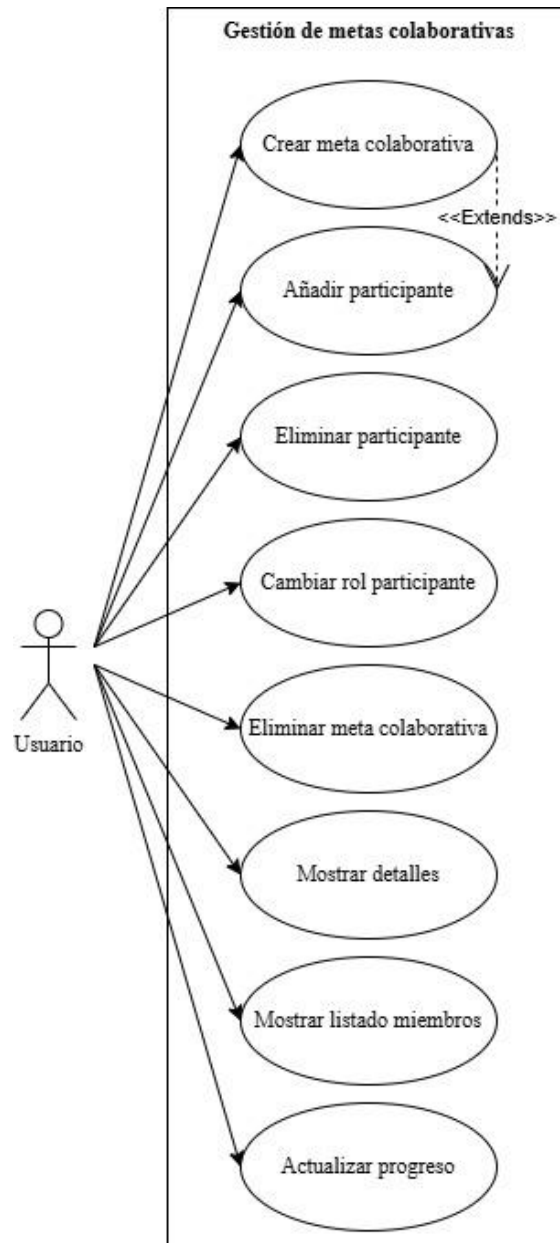 Gestión de metas colaborativas
Crear meta colaborativa
<<Extends>>
Añadir participante
Eliminar participante
Cambiar rol participante
Usuario
Eliminar meta colaborativa
Mostrar detalles
Mostrar listado miembros
Actualizar progreso